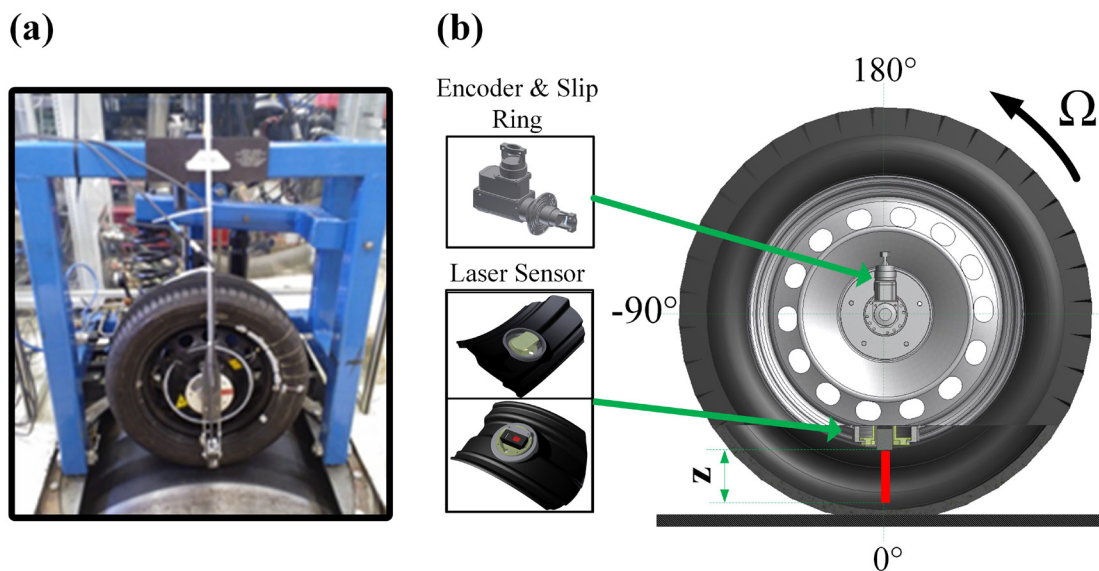 (a)
(b)
Encoder & Slip
Ring
Laser Sensor
180°
Ω
-90°
z
0°